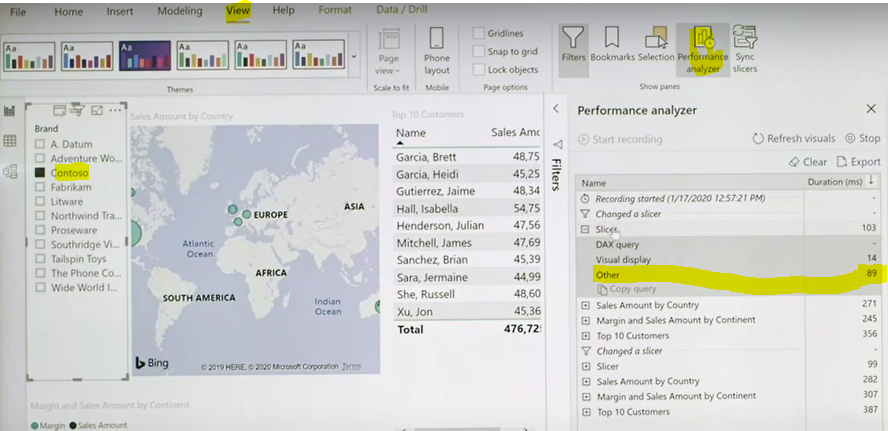 File Home Insert Modeling View Help Format Data / Drill
Aa Aa Aa Aa Aa Aa
Themes
Page view
Scale to fit
Phone layout
Mobile
Gridlines
Snap to grid
Lock objects
Page options
Filters
Bookmarks
Selection
Performance analyzer
Sync slicers
Show panes
Brand
A. Datum
Adventure Wo...
Contoso
Fabrikam
Litware
Northwind Tra...
Proseware
Southridge Vi...
Tailspin Toys
The Phone Co...
Wide World I...
Sales Amount by Country
EUROPE
ASIA
Atlantic Ocean
AFRICA
SOUTH AMERICA
Indian Ocean
Bing
© 2019 HERE, © 2020 Microsoft Corporation Terms
Top 10 Customers
Name Sales Amo
Garcia, Brett 48,75
Garcia, Heidi 45,25
Gutierrez, Jaime 48,34
Hall, Isabella 54,75
Henderson, Julian 47,56
Mitchell, James 47,69
Sanchez, Brian 45,39
Sara, Jermaine 44,99
She, Russell 48,60
Xu, Jon 45,36
Total 476,72
Margin and Sales Amount by Continent
Margin Sales Amount
Filters
Performance analyzer
Start recording Refresh visuals Stop
Clear Export
Name Duration (ms)
Recording started (1/17/2020 12:57:21 PM) -
Changed a slicer -
Slicer 103
DAX query -
Visual display 14
Other 89
Copy query
Sales Amount by Country 271
Margin and Sales Amount by Continent 245
Top 10 Customers 356
Changed a slicer -
Slicer 99
Sales Amount by Country 282
Margin and Sales Amount by Continent 307
Top 10 Customers 387